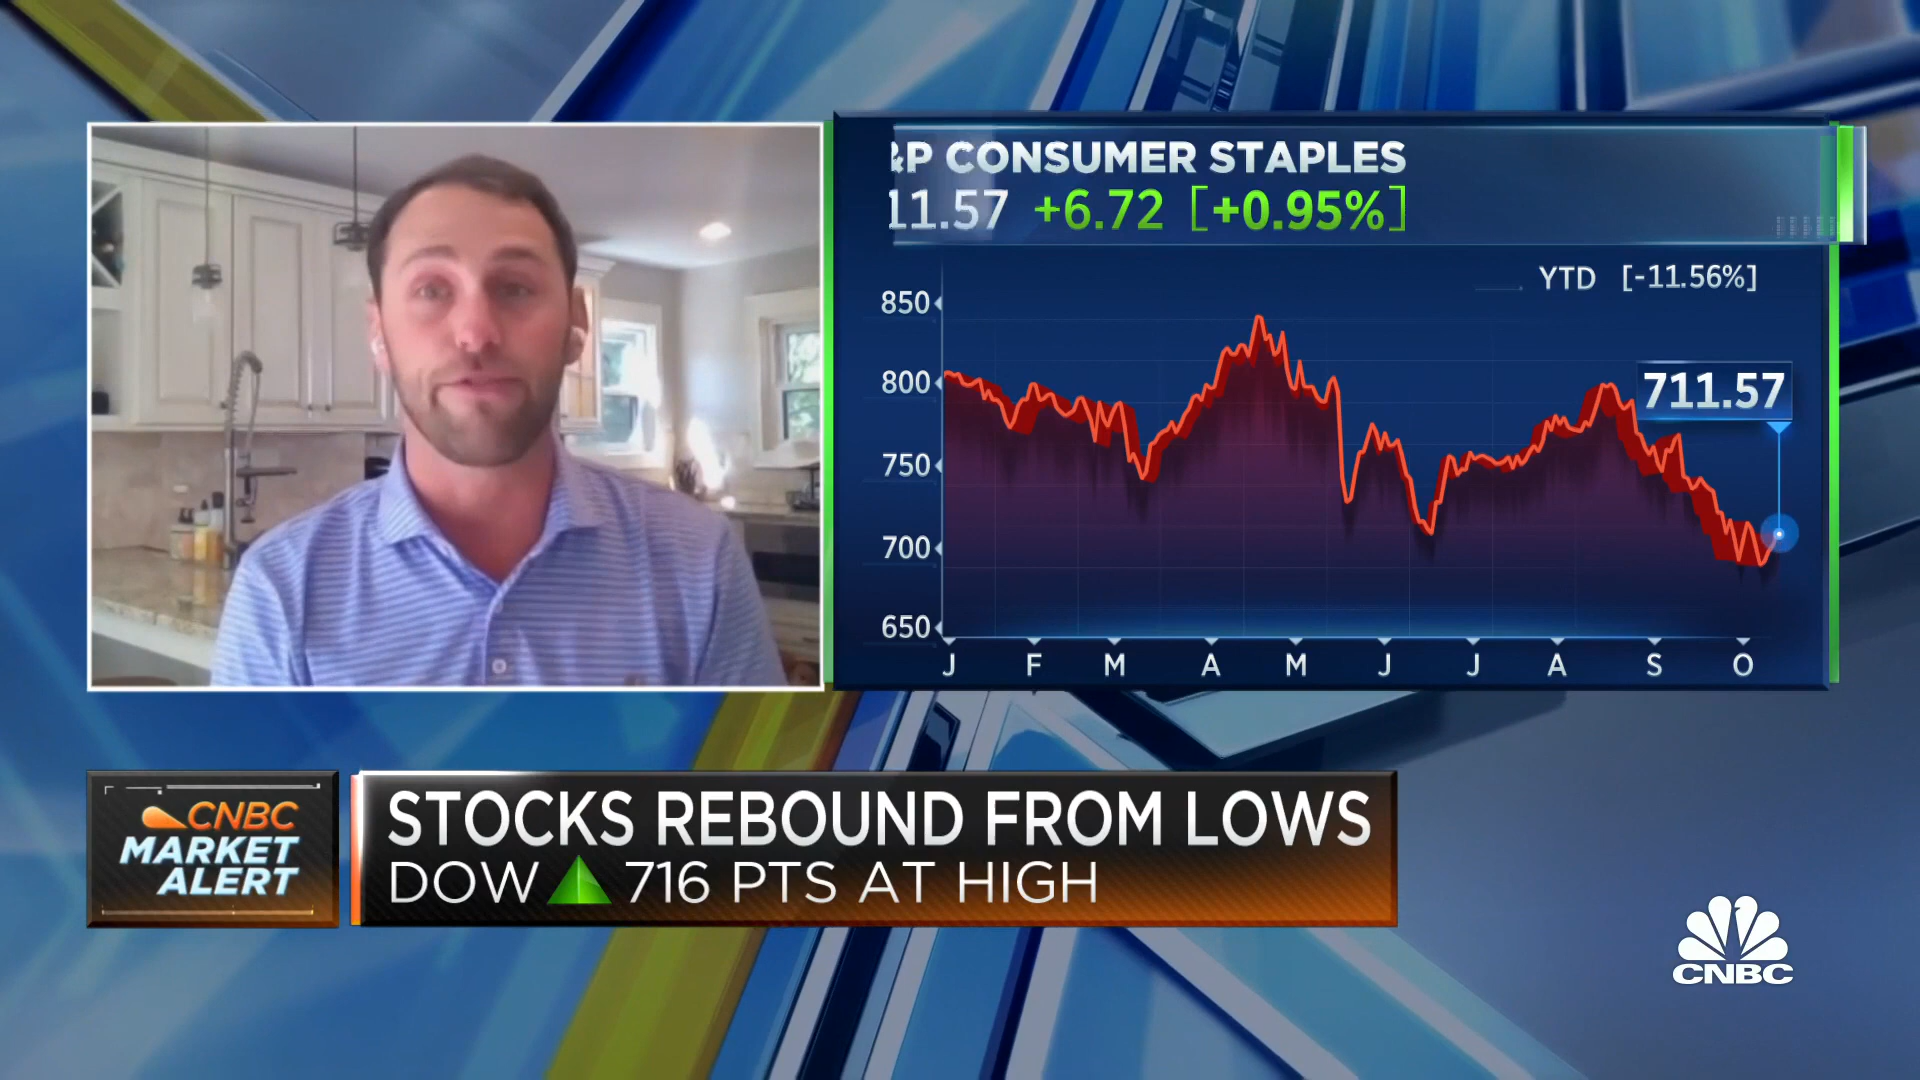 &P CONSUMER STAPLES
11.57 +6.72 [+0.95%]
YTD [-11.56%]
850
800
750
700
650
711.57
J F M A M J J A S O
CNBC
MARKET
ALERT
STOCKS REBOUND FROM LOWS
DOW 716 PTS AT HIGH
CNBC